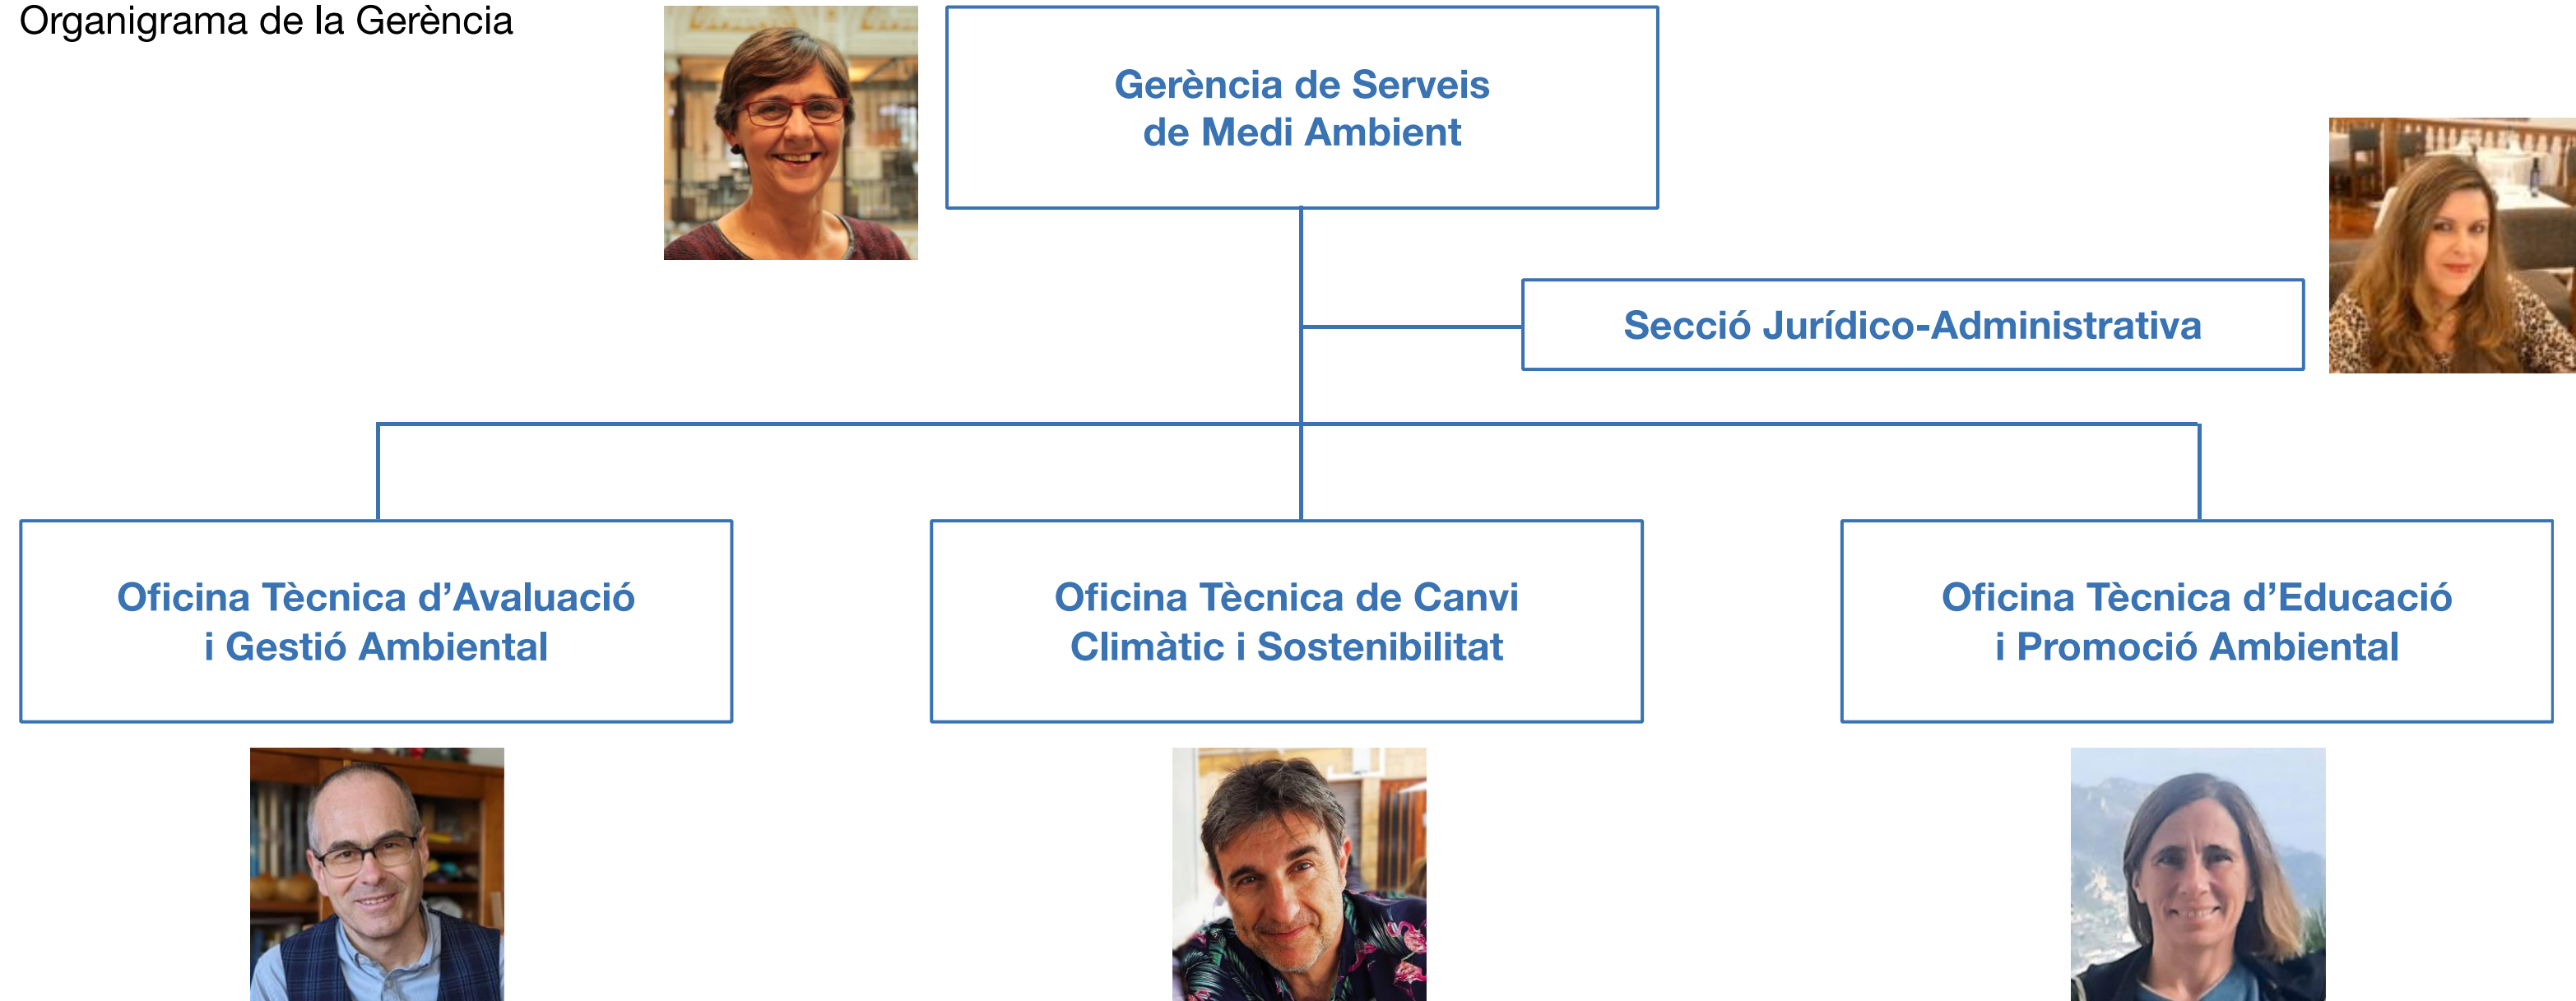 Organigrama de la Gerència
Gerència de Serveis
de Medi Ambient
Secció Jurídico-Administrativa
Oficina Tècnica d’Avaluació
i Gestió Ambiental
Oficina Tècnica de Canvi
Climàtic i Sostenibilitat
Oficina Tècnica d’Educació
i Promoció Ambiental